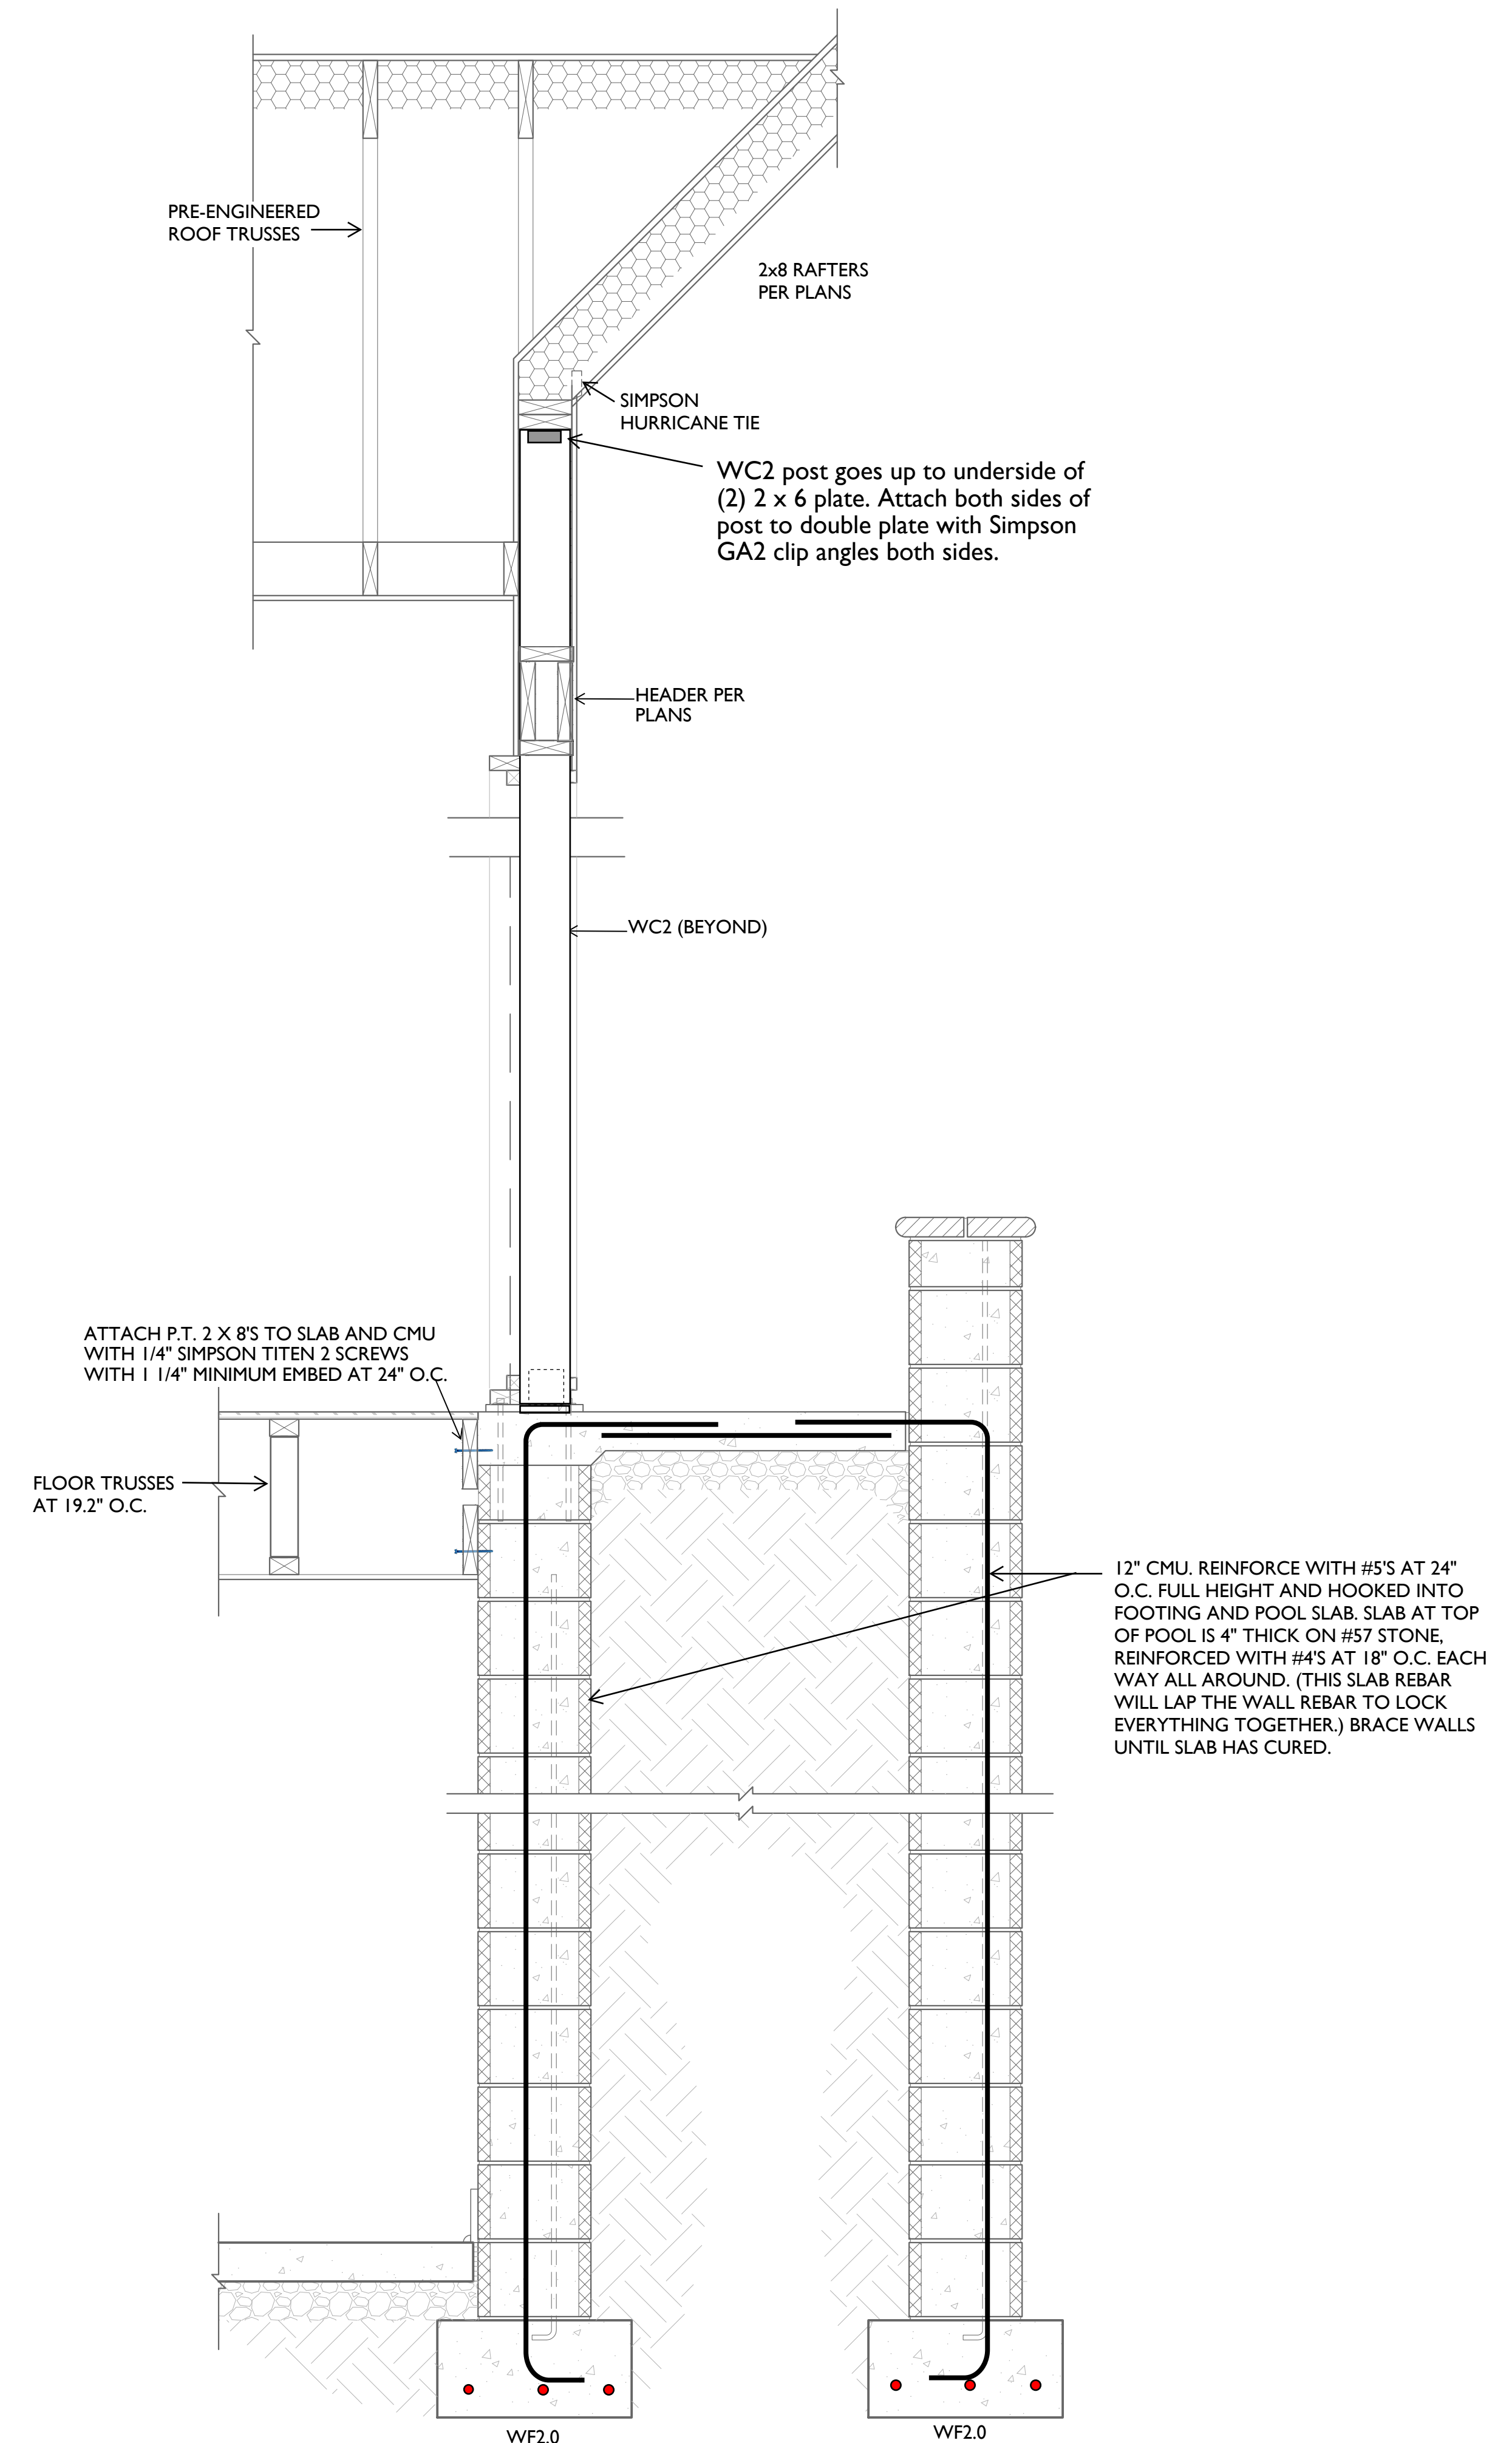 PRE-ENGINEERED
ROOF TRUSSES
2x8 RAFTERS
PER PLANS
SIMPSON
HURRICANE TIE
WC2 post goes up to underside of
(2) 2 x 6 plate. Attach both sides of
post to double plate with Simpson
GA2 clip angles both sides.
HEADER PER
PLANS
WC2 (BEYOND)
ATTACH P.T. 2 X 8'S TO SLAB AND CMU
WITH 1/4" SIMPSON TITEN 2 SCREWS
WITH 1 1/4" MINIMUM EMBED AT 24" O.C.
FLOOR TRUSSES
AT 19.2" O.C.
12" CMU. REINFORCE WITH #5'S AT 24"
O.C. FULL HEIGHT AND HOOKED INTO
FOOTING AND POOL SLAB. SLAB AT TOP
OF POOL IS 4" THICK ON #57 STONE,
REINFORCED WITH #4'S AT 18" O.C. EACH
WAY ALL AROUND. (THIS SLAB REBAR
WILL LAP THE WALL REBAR TO LOCK
EVERYTHING TOGETHER.) BRACE WALLS
UNTIL SLAB HAS CURED.
WF2.0
WF2.0